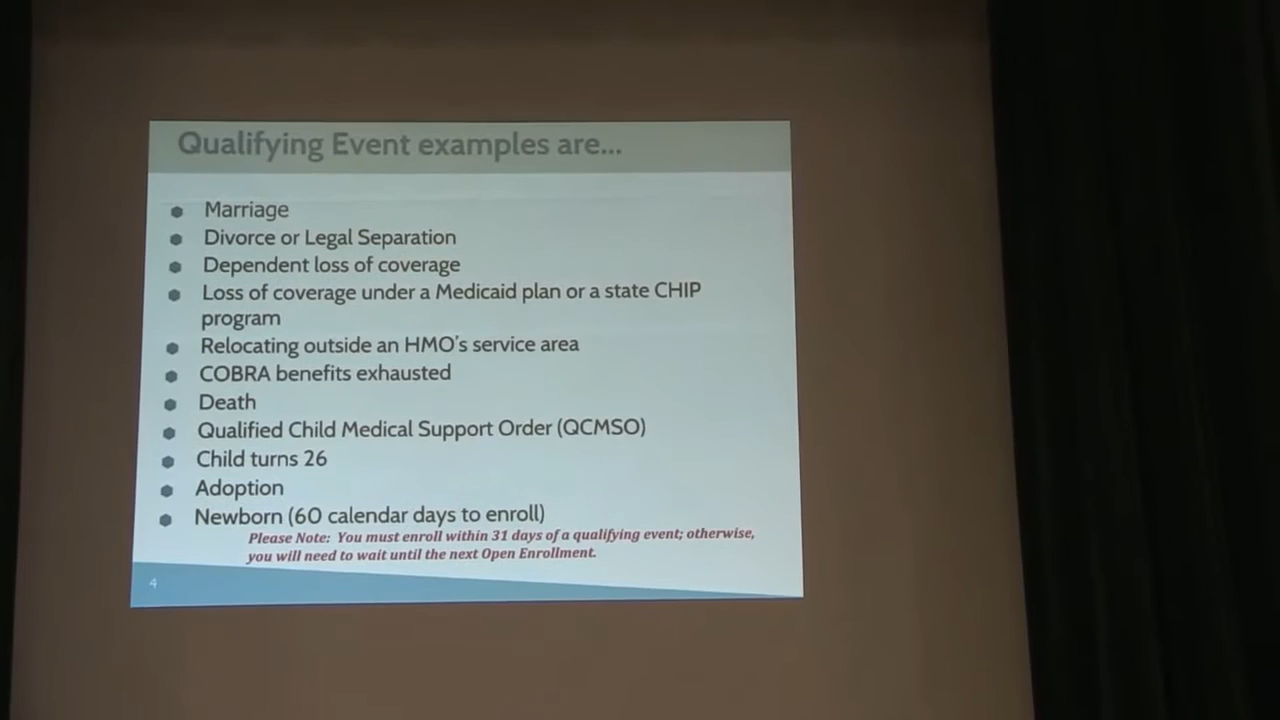 Qualifying Event examples are...
Marriage
Divorce or Legal Separation
Dependent loss of coverage
Loss of coverage under a Medicaid plan or a state CHIP
program
Relocating outside an HMO's service area
COBRA benefits exhausted
Death
Qualified Child Medical Support Order (QCMSO)
Child turns 26
Adoption
Newborn (60 calendar days to enroll)
Please Note: You must enroll within 31 days of a qualifying event; otherwise,
you will need to wait until the next Open Enrollment.
4